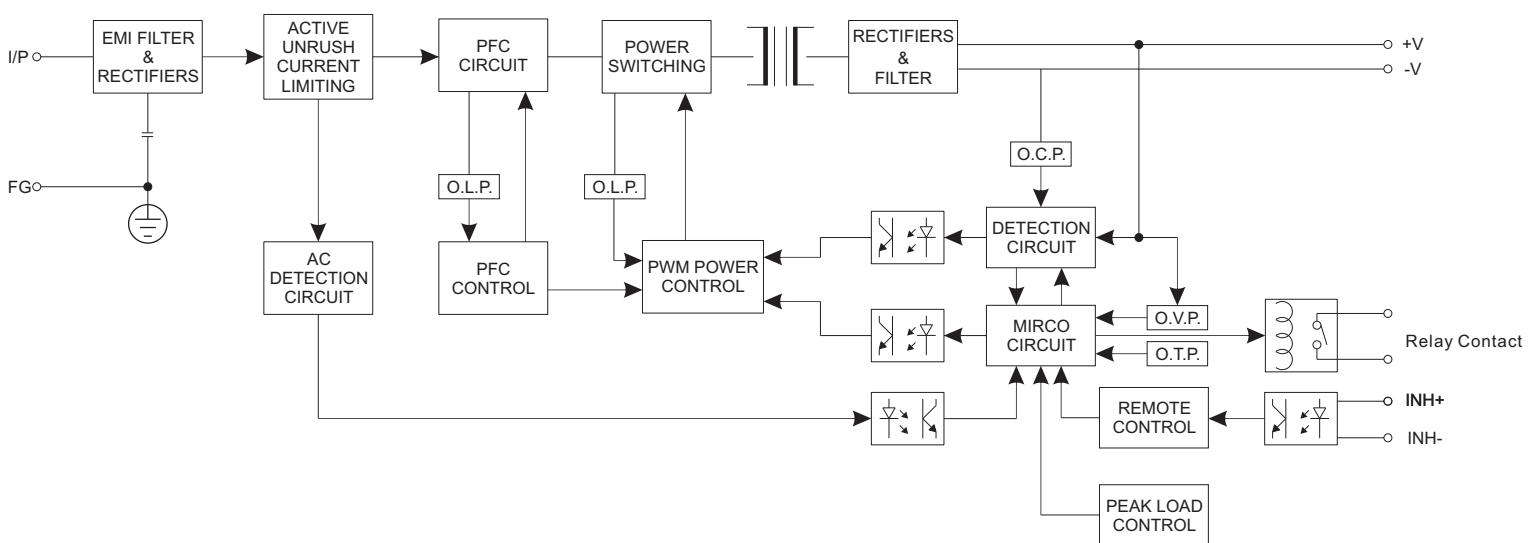 I/P
EMI FILTER
&
RECTIFIERS
ACTIVE
UNRUSH
CURRENT
LIMITING
PFC
CIRCUIT
POWER
SWITCHING
RECTIFIERS
&
FILTER
+V
-V
FG
O.L.P.
O.L.P.
O.C.P.
AC
DETECTION
CIRCUIT
PFC
CONTROL
PWM POWER
CONTROL
DETECTION
CIRCUIT
MIRCO
CIRCUIT
O.V.P.
O.T.P.
Relay Contact
REMOTE
CONTROL
INH+
INH-
PEAK LOAD
CONTROL